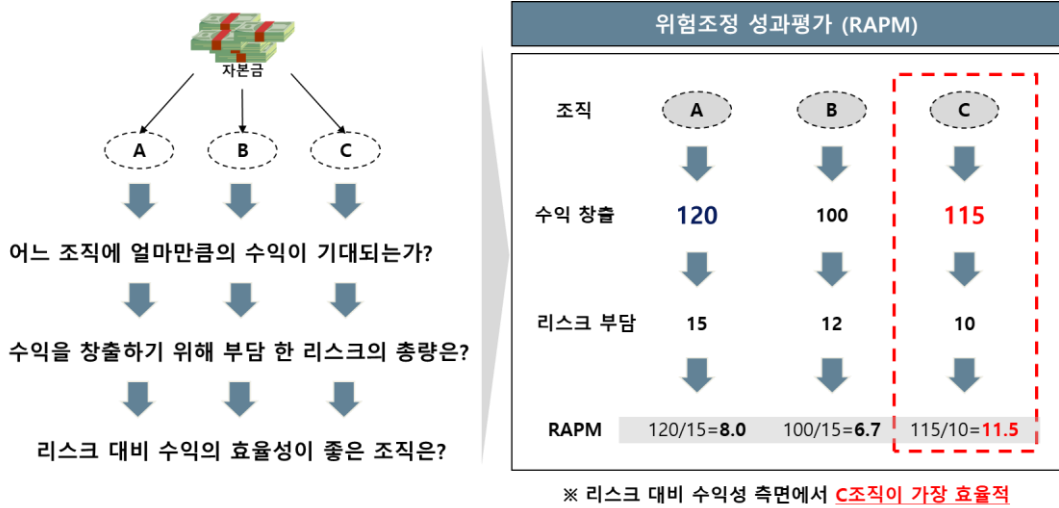 자본금
A B C
어느 조직에 얼마만큼의 수익이 기대되는가?
수익을 창출하기 위해 부담 한 리스크의 총량은?
리스크 대비 수익의 효율성이 좋은 조직은?
위험조정 성과평가 (RAPM)
조직 A B C
수익 창출 120 100 115
리스크 부담 15 12 10
RAPM 120/15=8.0 100/15=6.7 115/10=11.5
※ 리스크 대비 수익성 측면에서 C조직이 가장 효율적